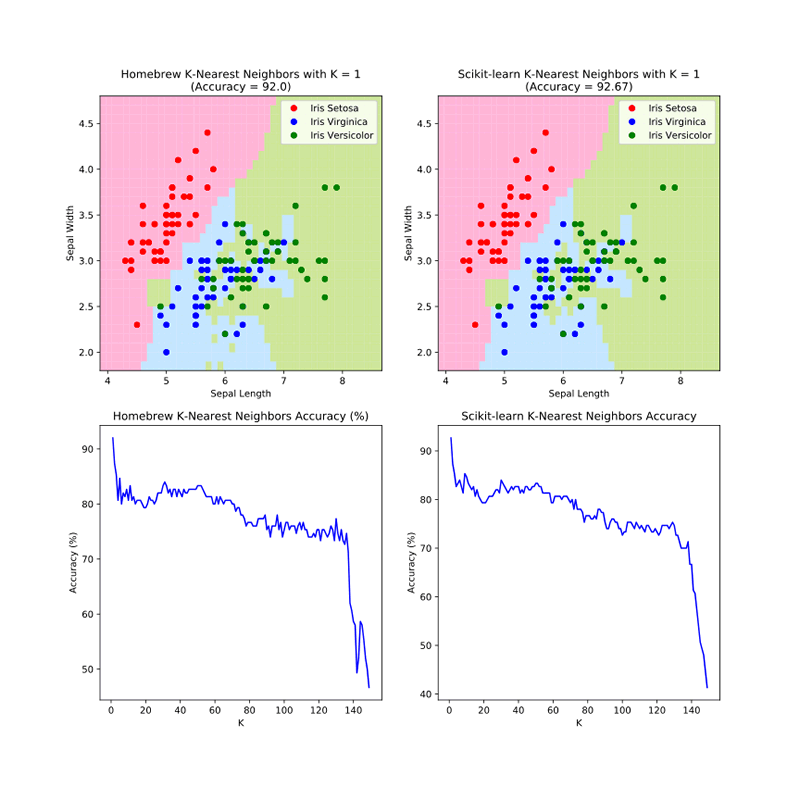 Homebrew K-Nearest Neighbors with K = 1
(Accuracy = 92.0)
Iris Setosa
Iris Virginica
Iris Versicolor
4.5
4.0
3.5
3.0
2.5
2.0
Sepal Width
4 5 6 7 8
Sepal Length
Scikit-learn K-Nearest Neighbors with K = 1
(Accuracy = 92.67)
Iris Setosa
Iris Virginica
Iris Versicolor
4.5
4.0
3.5
3.0
2.5
2.0
Sepal Width
4 5 6 7 8
Sepal Length
Homebrew K-Nearest Neighbors Accuracy (%)
90
80
70
60
50
Accuracy (%)
0 20 40 60 80 100 120 140
K
Scikit-learn K-Nearest Neighbors Accuracy
90
80
70
60
50
40
Accuracy (%)
0 20 40 60 80 100 120 140
K